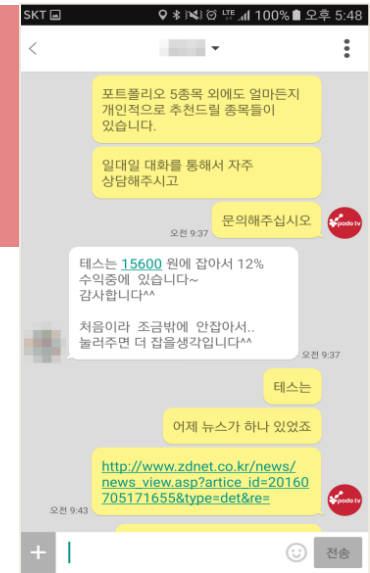 SKT LTE 100% 오후 5:48
포트폴리오 5종목 외에도 얼마든지
개인적으로 추천드릴 종목들이
있습니다.
일대일 대화를 통해서 자주
상담해주시고
문의해주십시오
오전 9:37
podo tv
테스는 15600 원에 잡아서 12%
수익중에 있습니다~
감사합니다^^
처음이라 조금밖에 안잡아서..
눌러주면 더 잡을생각입니다^^
오전 9:37
테스는
어제 뉴스가 하나 있었죠
http://www.zdnet.co.kr/news/
news_view.asp?artice_id=20160
705171655&type=det&re=
오전 9:43
podo tv
전송